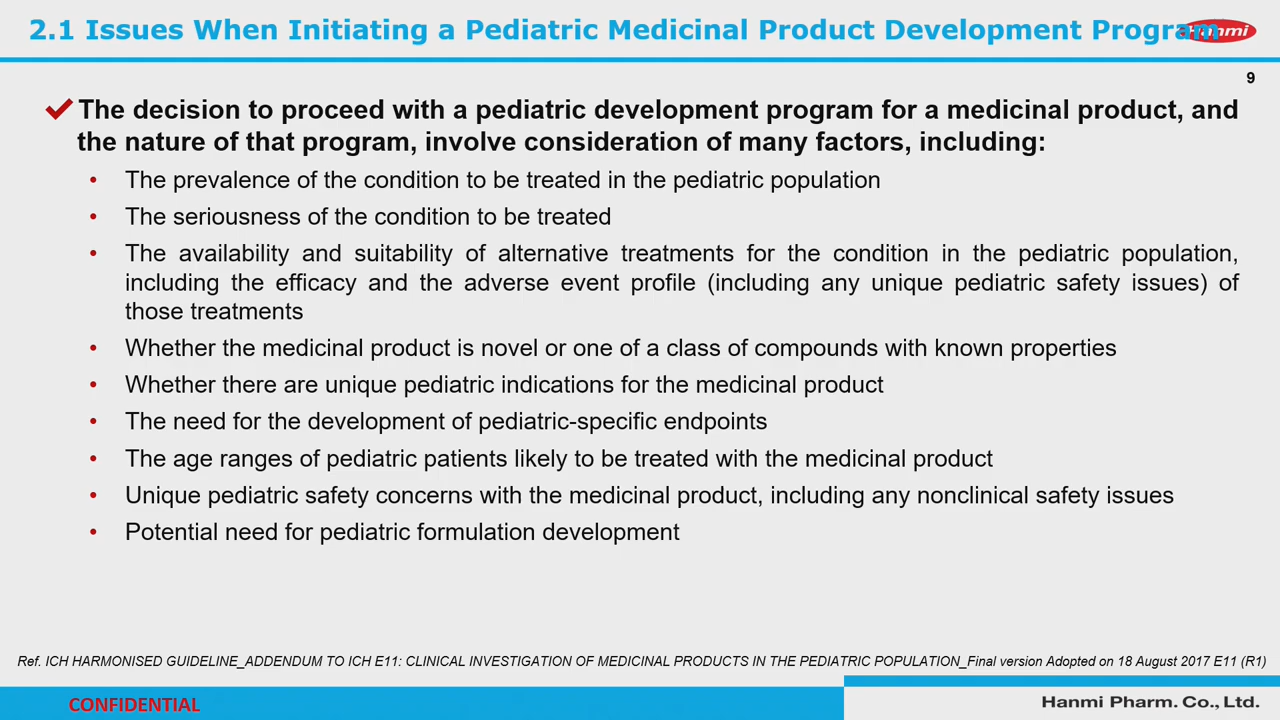 2.1 Issues When Initiating a Pediatric Medicinal Product Development Program
Hanmi
9
The decision to proceed with a pediatric development program for a medicinal product, and
the nature of that program, involve consideration of many factors, including:
• The prevalence of the condition to be treated in the pediatric population
• The seriousness of the condition to be treated
• The availability and suitability of alternative treatments for the condition in the pediatric population,
including the efficacy and the adverse event profile (including any unique pediatric safety issues) of
those treatments
• Whether the medicinal product is novel or one of a class of compounds with known properties
• Whether there are unique pediatric indications for the medicinal product
• The need for the development of pediatric-specific endpoints
• The age ranges of pediatric patients likely to be treated with the medicinal product
• Unique pediatric safety concerns with the medicinal product, including any nonclinical safety issues
• Potential need for pediatric formulation development
Ref. ICH HARMONISED GUIDELINE_ADDENDUM TO ICH E11: CLINICAL INVESTIGATION OF MEDICINAL PRODUCTS IN THE PEDIATRIC POPULATION_Final version Adopted on 18 August 2017 E11 (R1)
CONFIDENTIAL
Hanmi Pharm. Co., Ltd.